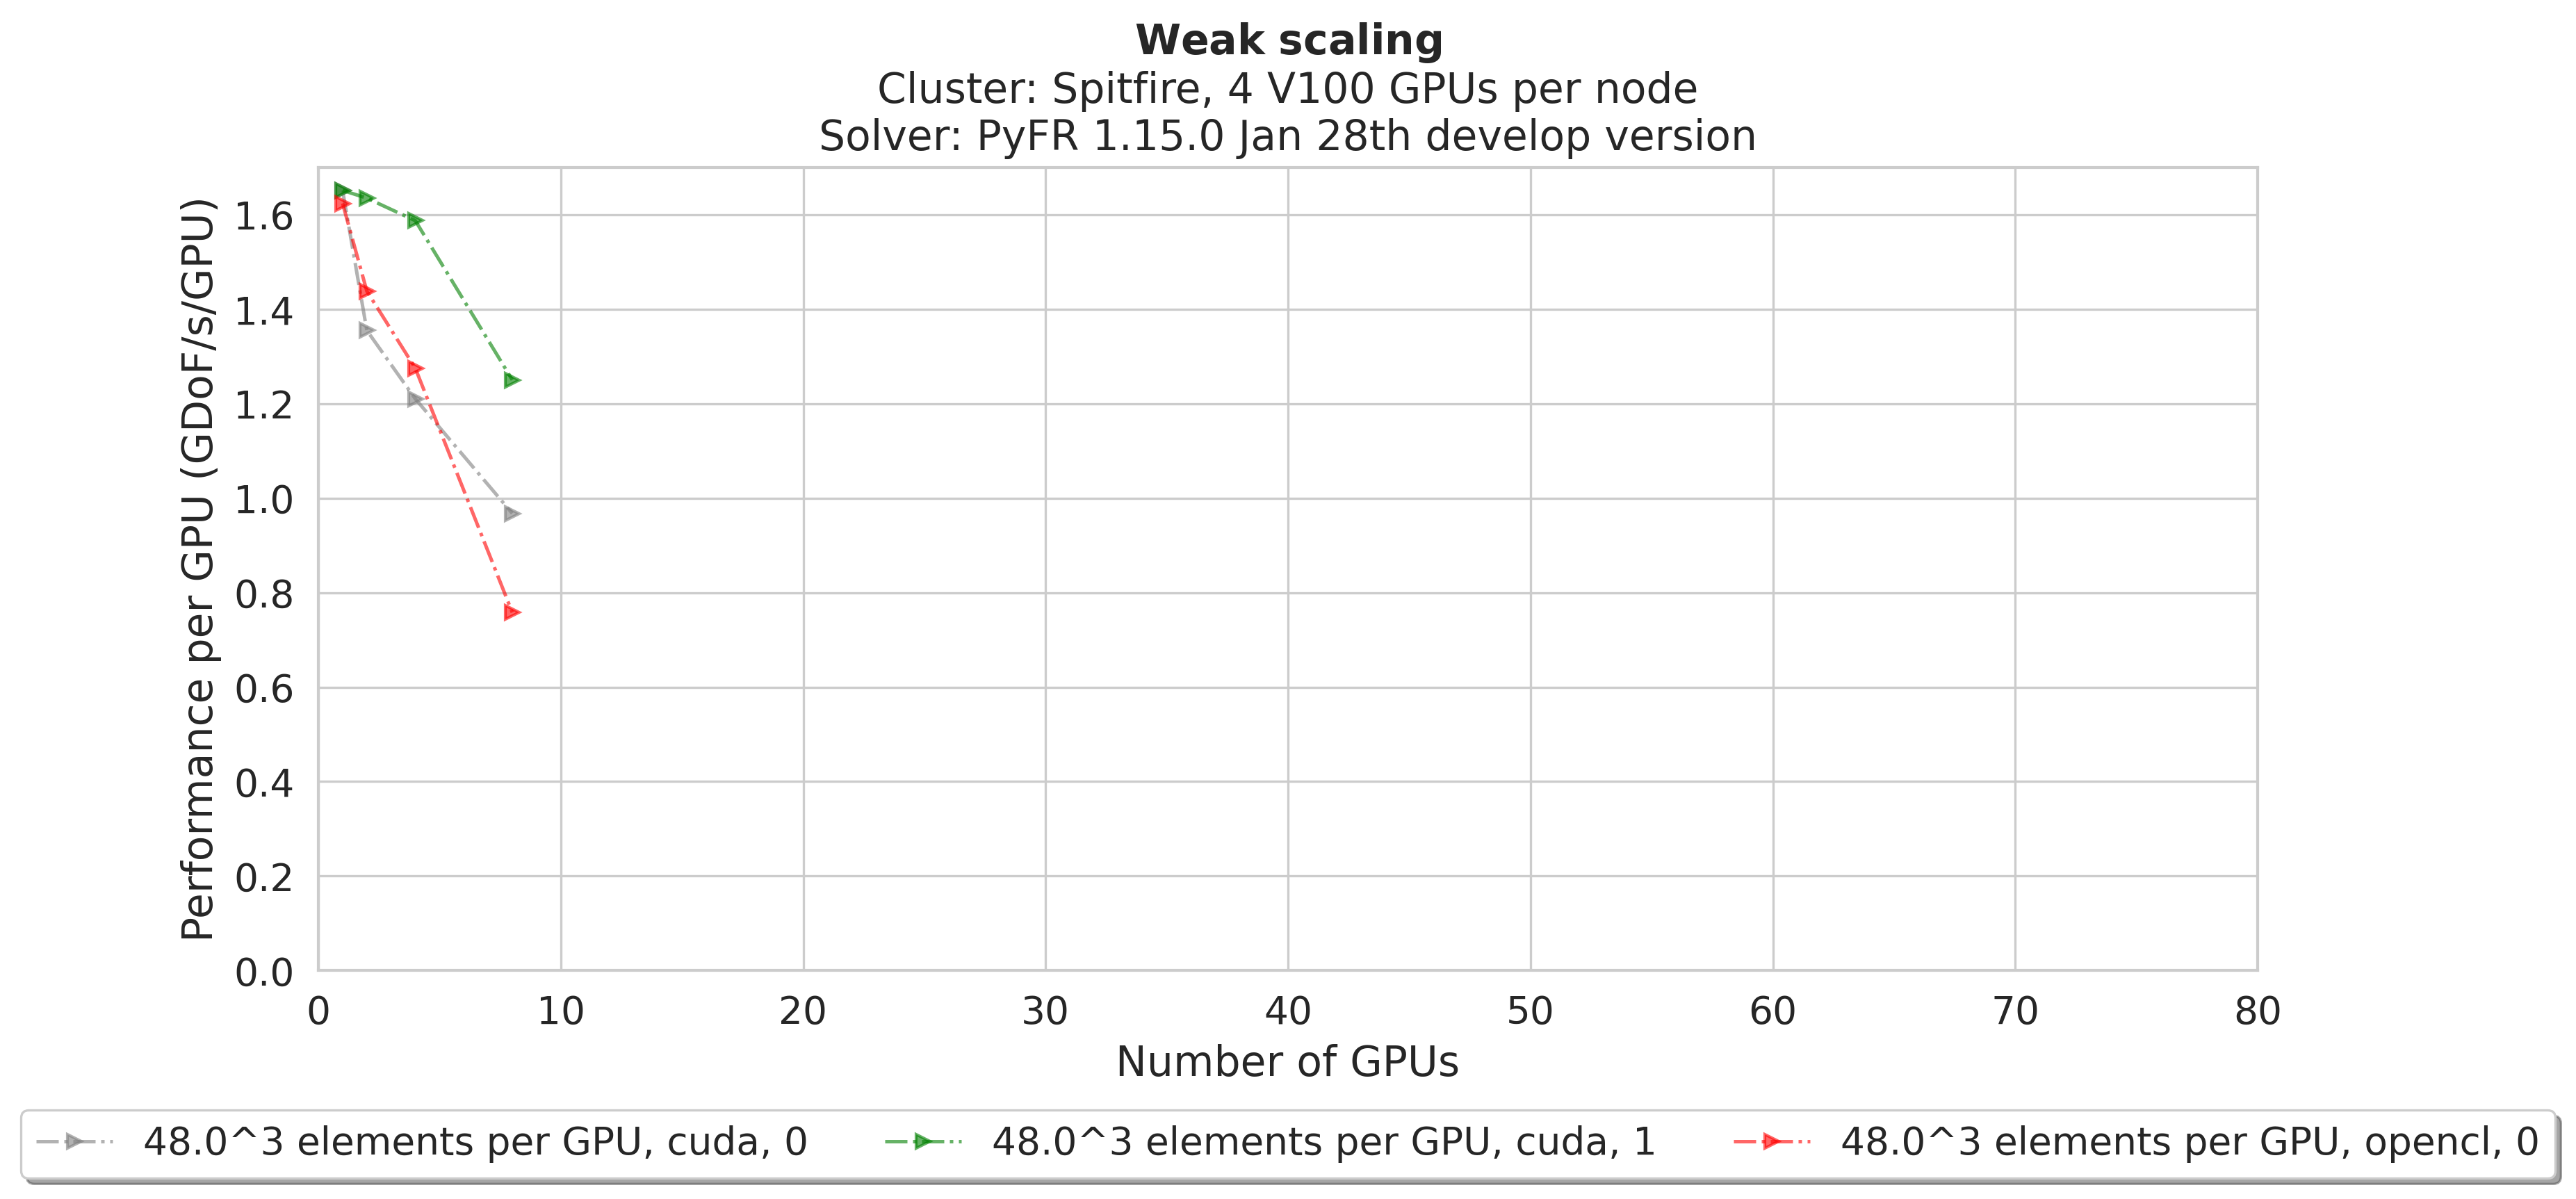 Weak scaling
Cluster: Spitfire, 4 V100 GPUs per node
Solver: PyFR 1.15.0 Jan 28th develop version
Performance per GPU (GDoF/s/GPU)
1.6
1.4
1.2
1.0
0.8
0.6
0.4
0.2
0.0
0 10 20 30 40 50 60 70 80
Number of GPUs
48.0^3 elements per GPU, cuda, 0 48.0^3 elements per GPU, cuda, 1 48.0^3 elements per GPU, opencl, 0